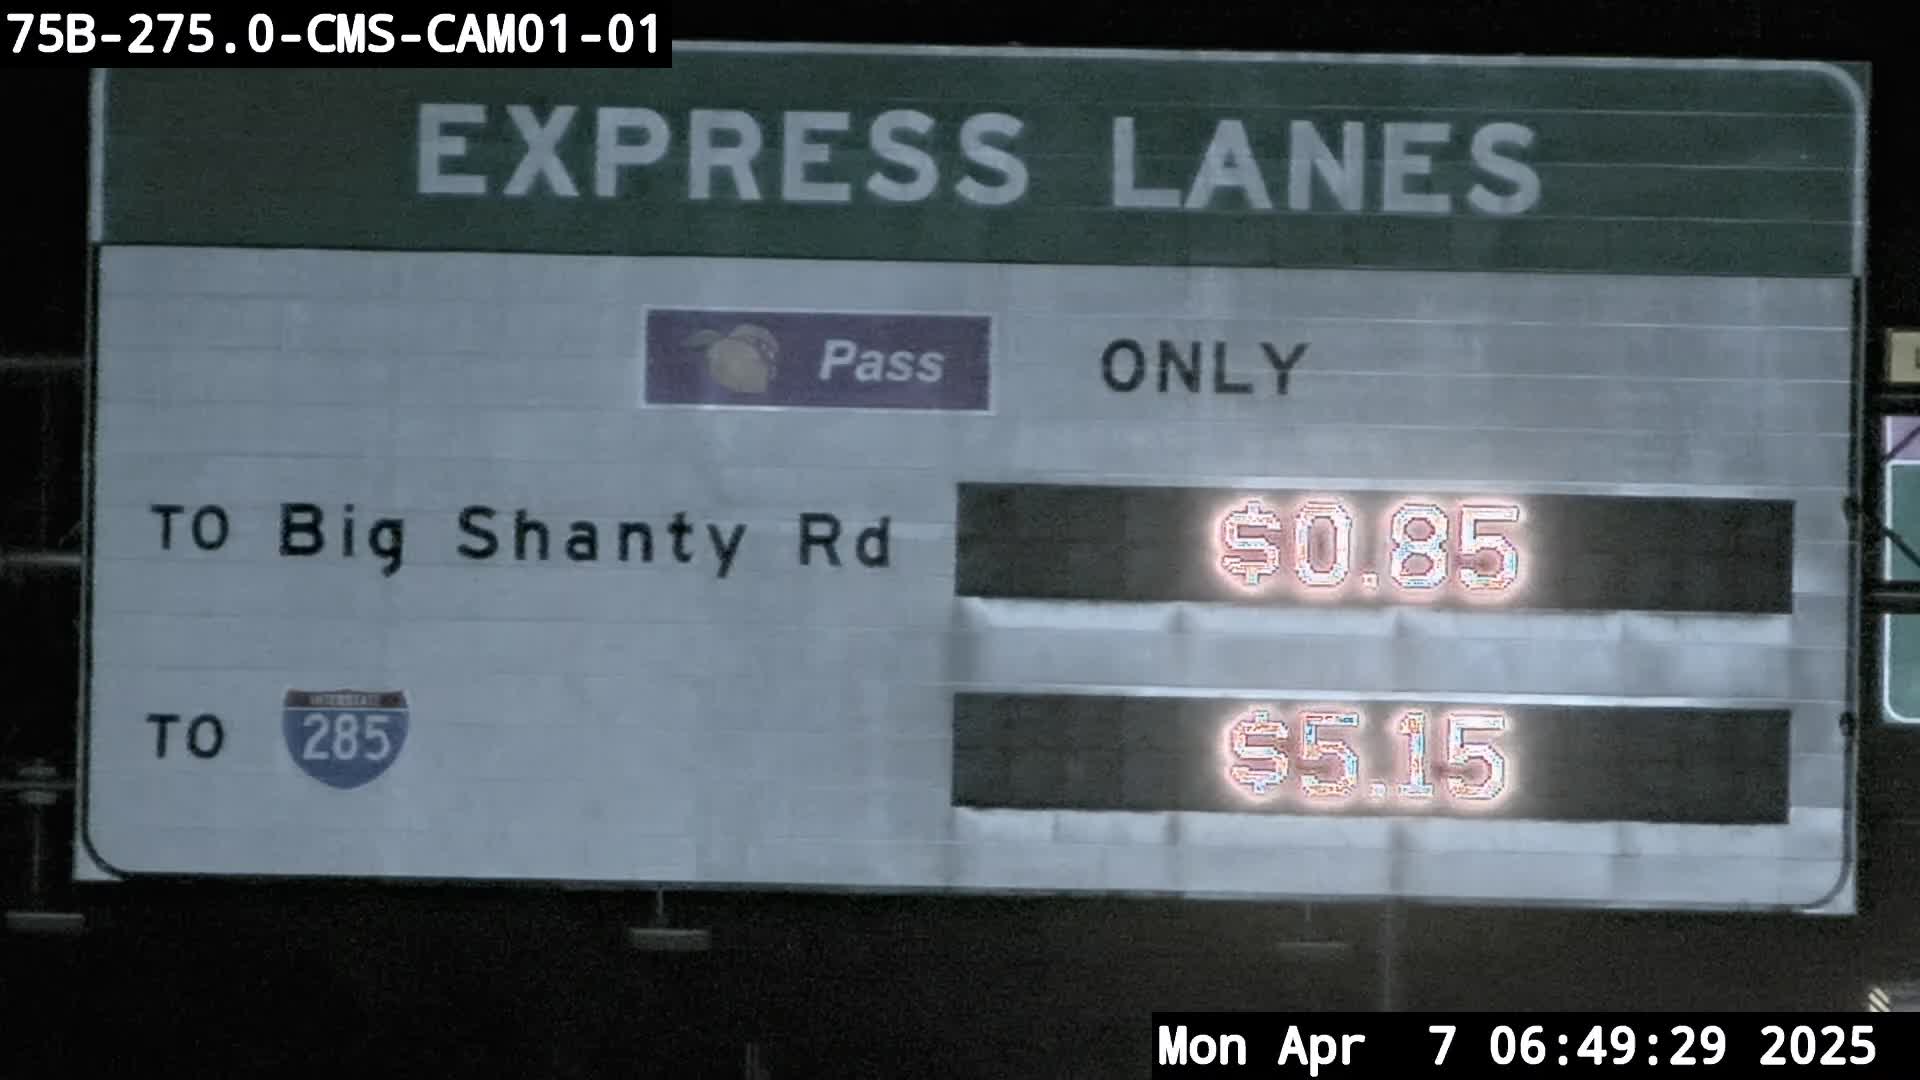 75B-275.0-CMS-CAM01-01
EXPRESS LANES
Pass ONLY
TO Big Shanty Rd $0.85
TO 285 $5.15
Mon Apr 7 06:49:29 2025